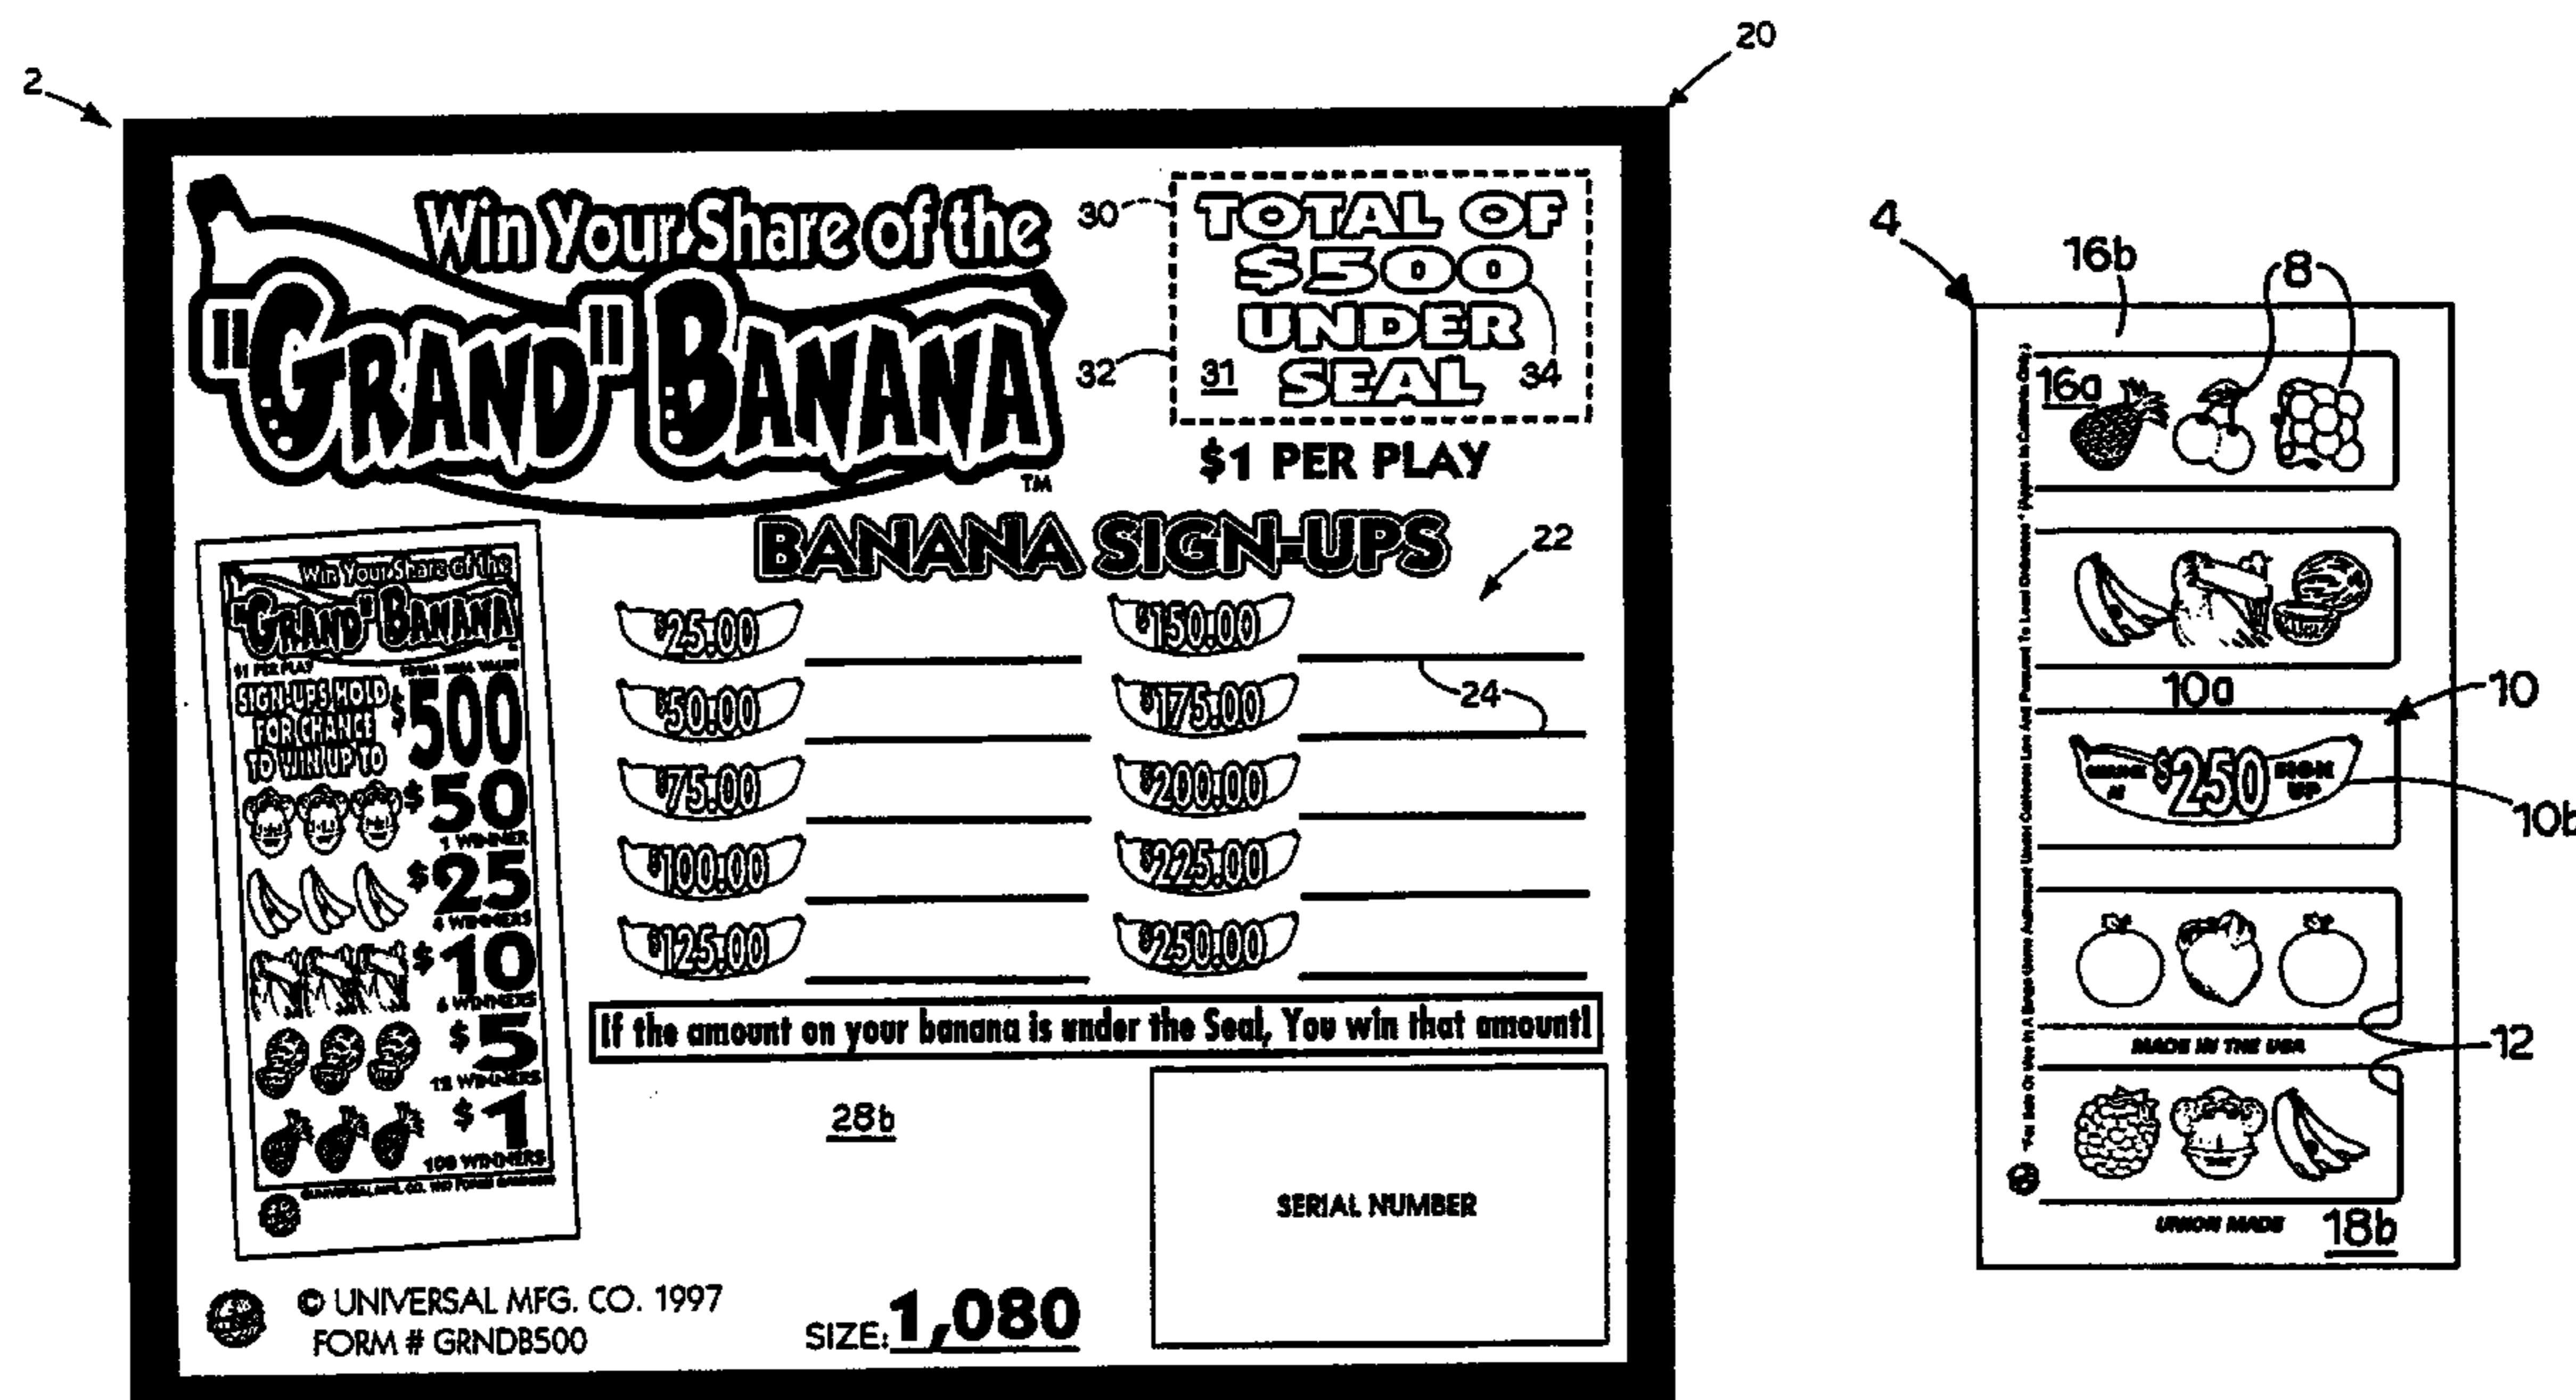 2
20
Win Your Share of the
"GRAND" BANANA
TM
30
32
TOTAL OF
$500
UNDER
SEAL
31
34
$1 PER PLAY
BANANA SIGN-UPS
22
$25.00
$150.00
$50.00
$175.00
24
$75.00
$200.00
$100.00
$225.00
$125.00
$250.00
If the amount on your banana is under the Seal, You win that amount!
Win Your Share of the
"GRAND" BANANA
$1 PER PLAY
SIGN-UPS HOLD
FOR CHANCE
TO WIN UP TO
$500
$50
1 WINNER
$25
4 WINNERS
$10
6 WINNERS
$5
12 WINNERS
$1
100 WINNERS
28b
SERIAL NUMBER
© UNIVERSAL MFG. CO. 1997
FORM # GRNDB500
SIZE: 1,080
4
16b
8
16a
10a
10
$250 SIGN UP
10b
12
MADE IN THE USA
UNION MADE
18b